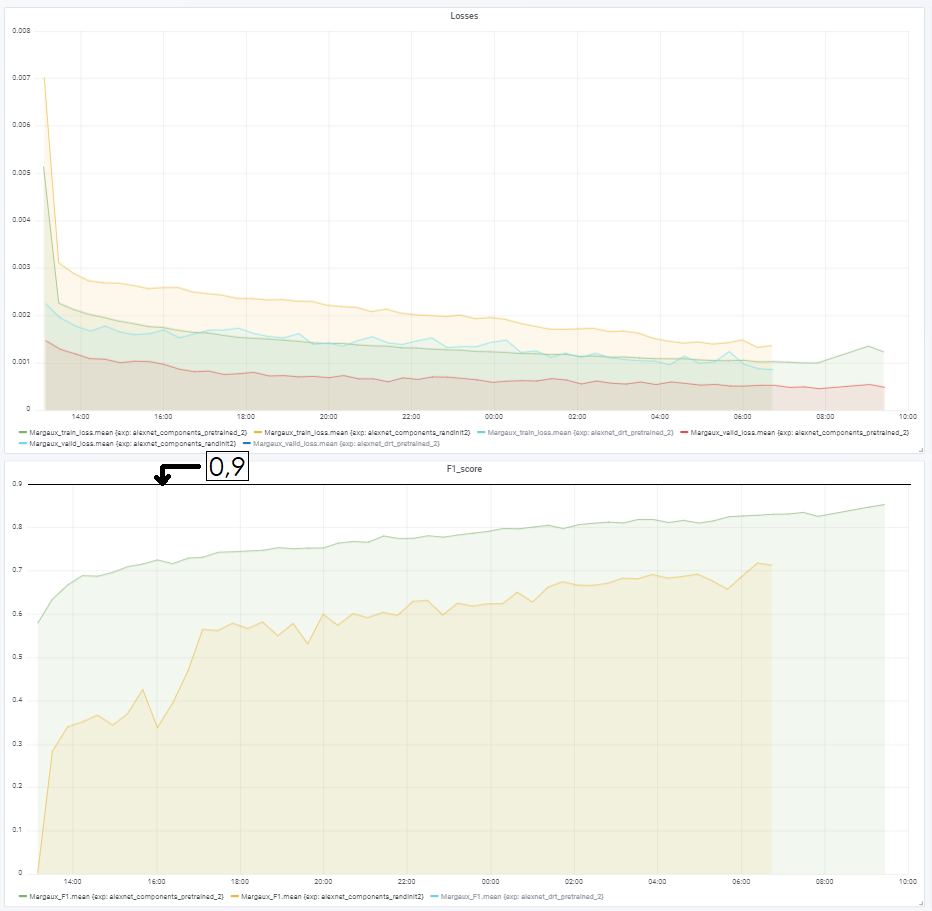 Losses
0.008
0.007
0.006
0.005
0.004
0.003
0.002
0.001
0
14:00 16:00 18:00 20:00 22:00 00:00 02:00 04:00 06:00 08:00 10:00
Margaux_train_loss.mean {exp: alexnet_components_pretrained_2} Margaux_train_loss.mean {exp: alexnet_components_randinit2} Margaux_train_loss.mean {exp: alexnet_drt_pretrained_2} Margaux_valid_loss.mean {exp: alexnet_components_pretrained_2}
Margaux_valid_loss.mean {exp: alexnet_components_randinit2} Margaux_valid_loss.mean {exp: alexnet_drt_pretrained_2}
0,9
F1_score
0.9
0.8
0.7
0.6
0.5
0.4
0.3
0.2
0.1
0
14:00 16:00 18:00 20:00 22:00 00:00 02:00 04:00 06:00 08:00 10:00
Margaux_F1.mean {exp: alexnet_components_pretrained_2} Margaux_F1.mean {exp: alexnet_components_randinit2} Margaux_F1.mean {exp: alexnet_drt_pretrained_2}